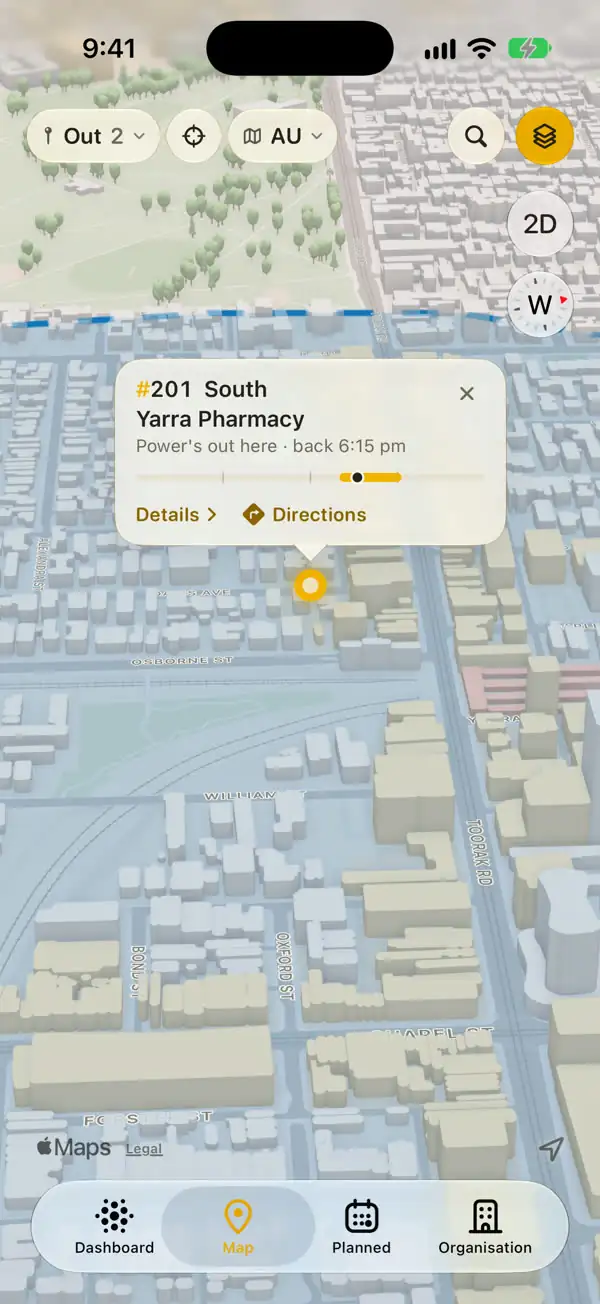 9:41
Out 2
AU
2D
W
#201 South
Yarra Pharmacy
Power's out here · back 6:15 pm
Details
Directions
OSBORNE ST
TOORAK RD
OXFORD ST
CHAPEL ST
Maps Legal
Dashboard
Map
Planned
Organisation